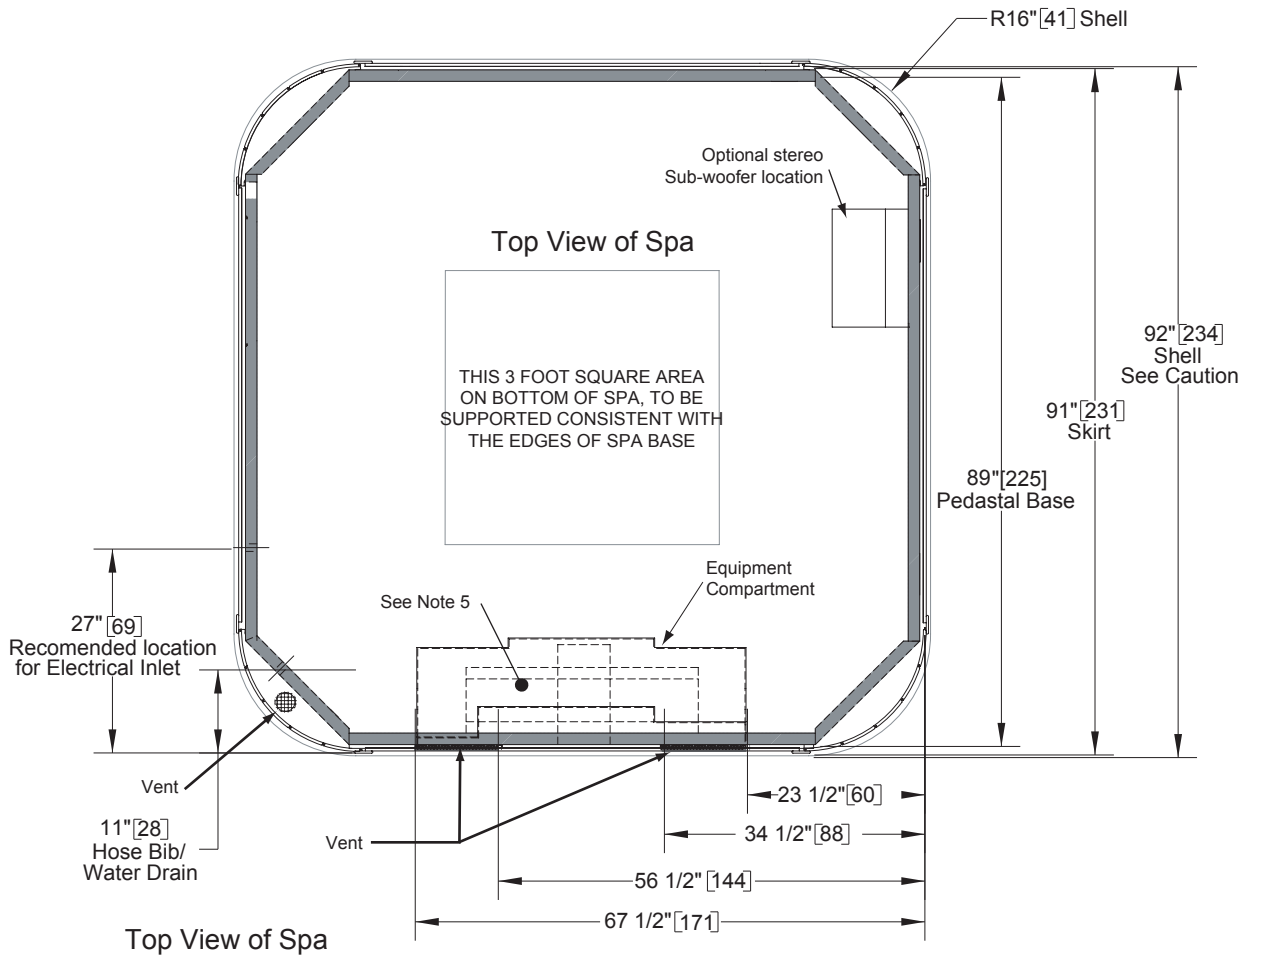 R16"[41] Shell
Optional stereo
Sub-woofer location
Top View of Spa
THIS 3 FOOT SQUARE AREA
ON BOTTOM OF SPA, TO BE
SUPPORTED CONSISTENT WITH
THE EDGES OF SPA BASE
92"[234]
Shell
See Caution
91"[231]
Skirt
89"[225]
Pedastal Base
Equipment
Compartment
See Note 5
27"[69]
Recomended location
for Electrical Inlet
Vent
11"[28]
Hose Bib/
Water Drain
Vent
23 1/2"[60]
34 1/2"[88]
56 1/2"[144]
67 1/2"[171]
Top View of Spa